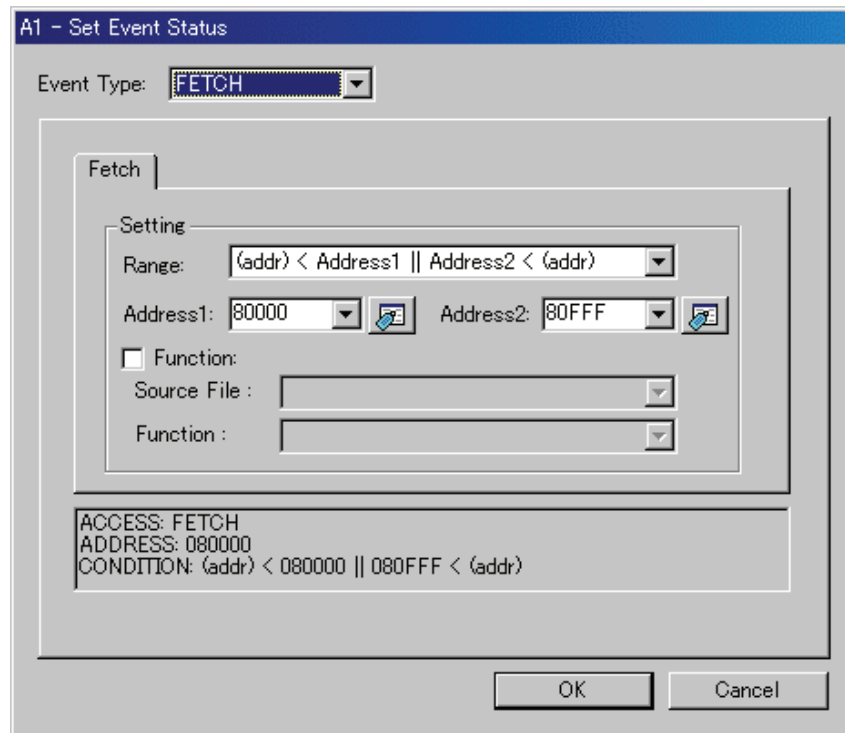 A1 - Set Event Status
Event Type: FETCH
Fetch
Setting
Range: (addr) < Address1 || Address2 < (addr)
Address1: 80000 Address2: 80FFF
Function:
Source File :
Function :
ACCESS: FETCH
ADDRESS: 080000
CONDITION: (addr) < 080000 || 080FFF < (addr)
OK Cancel